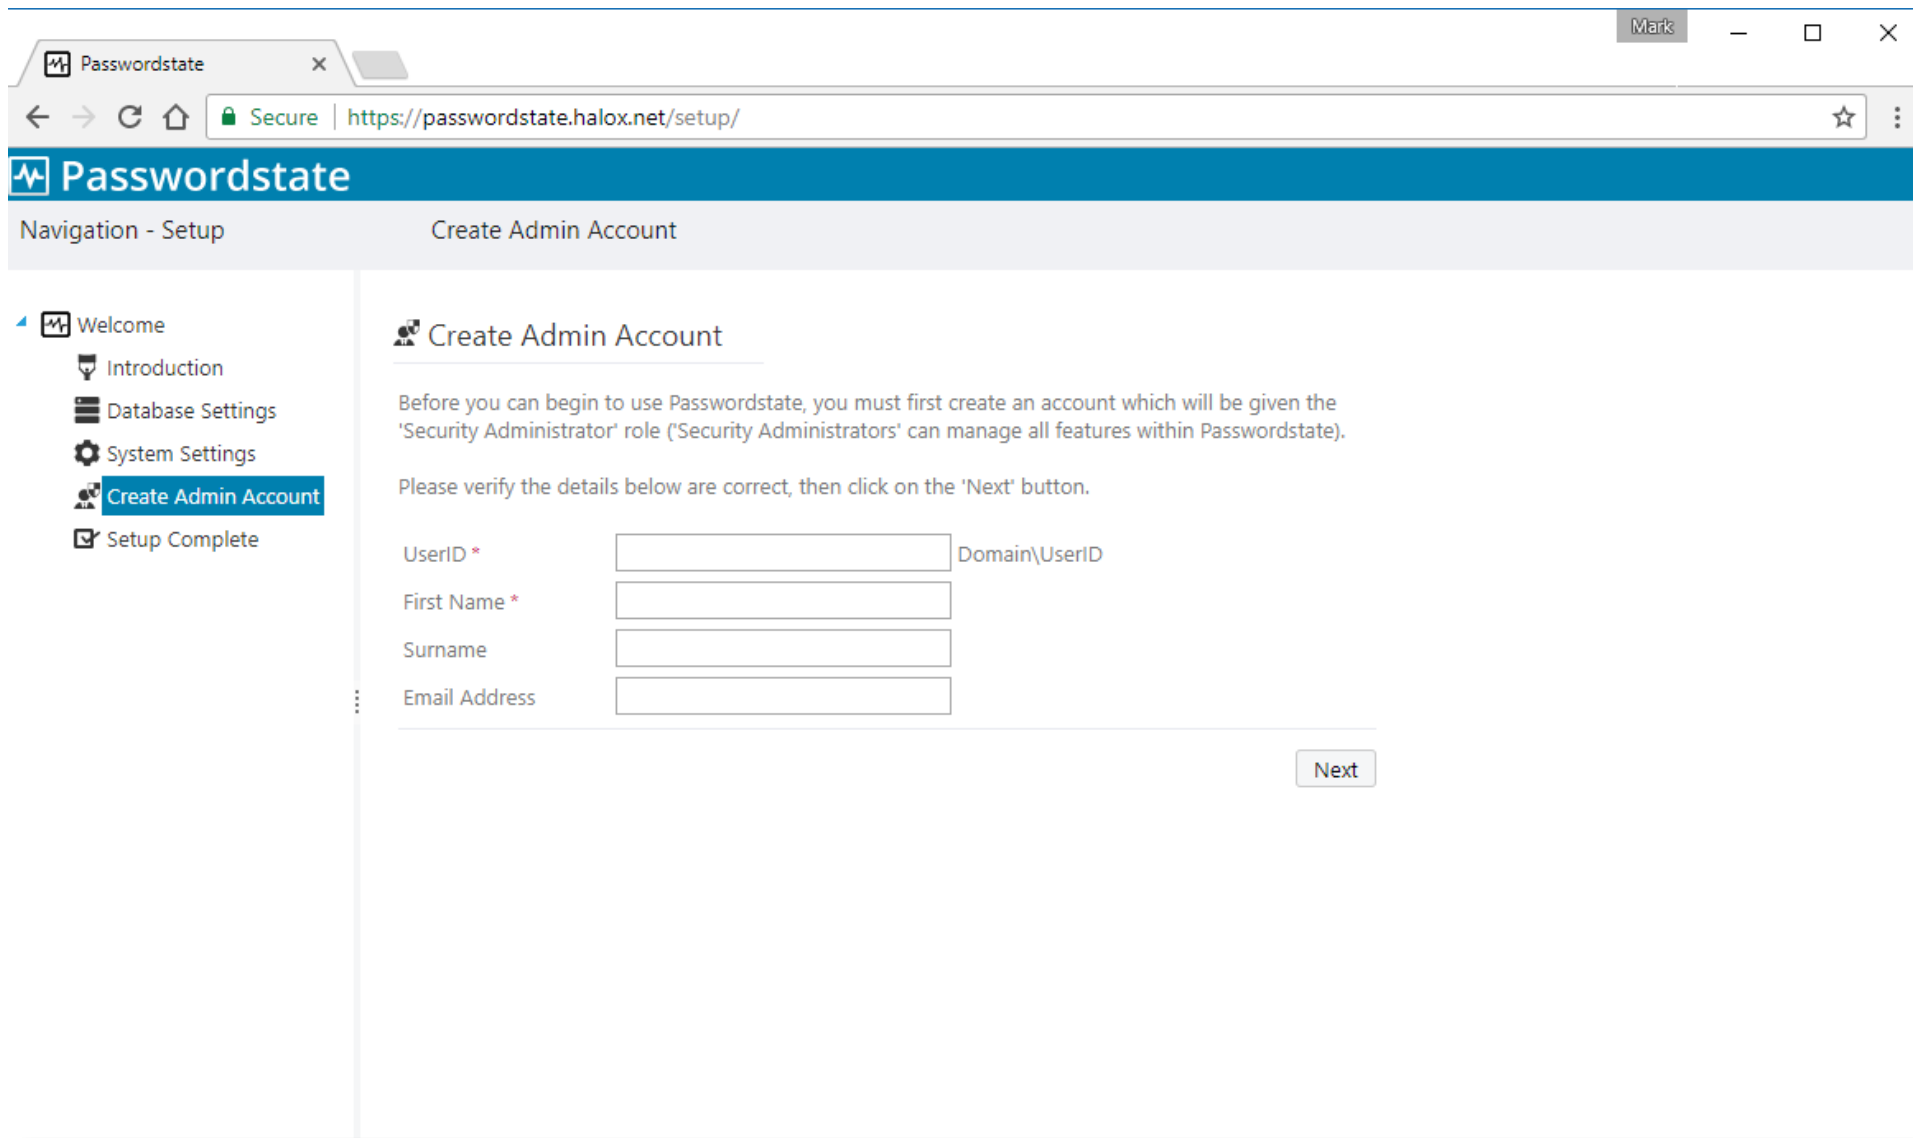 Mark
Passwordstate
Secure
https://passwordstate.halox.net/setup/
Passwordstate
Navigation - Setup
Create Admin Account
Welcome
Introduction
Database Settings
System Settings
Create Admin Account
Setup Complete
Create Admin Account
Before you can begin to use Passwordstate, you must first create an account which will be given the
'Security Administrator' role ('Security Administrators' can manage all features within Passwordstate).
Please verify the details below are correct, then click on the 'Next' button.
UserID * Domain\UserID
First Name *
Surname
Email Address
Next